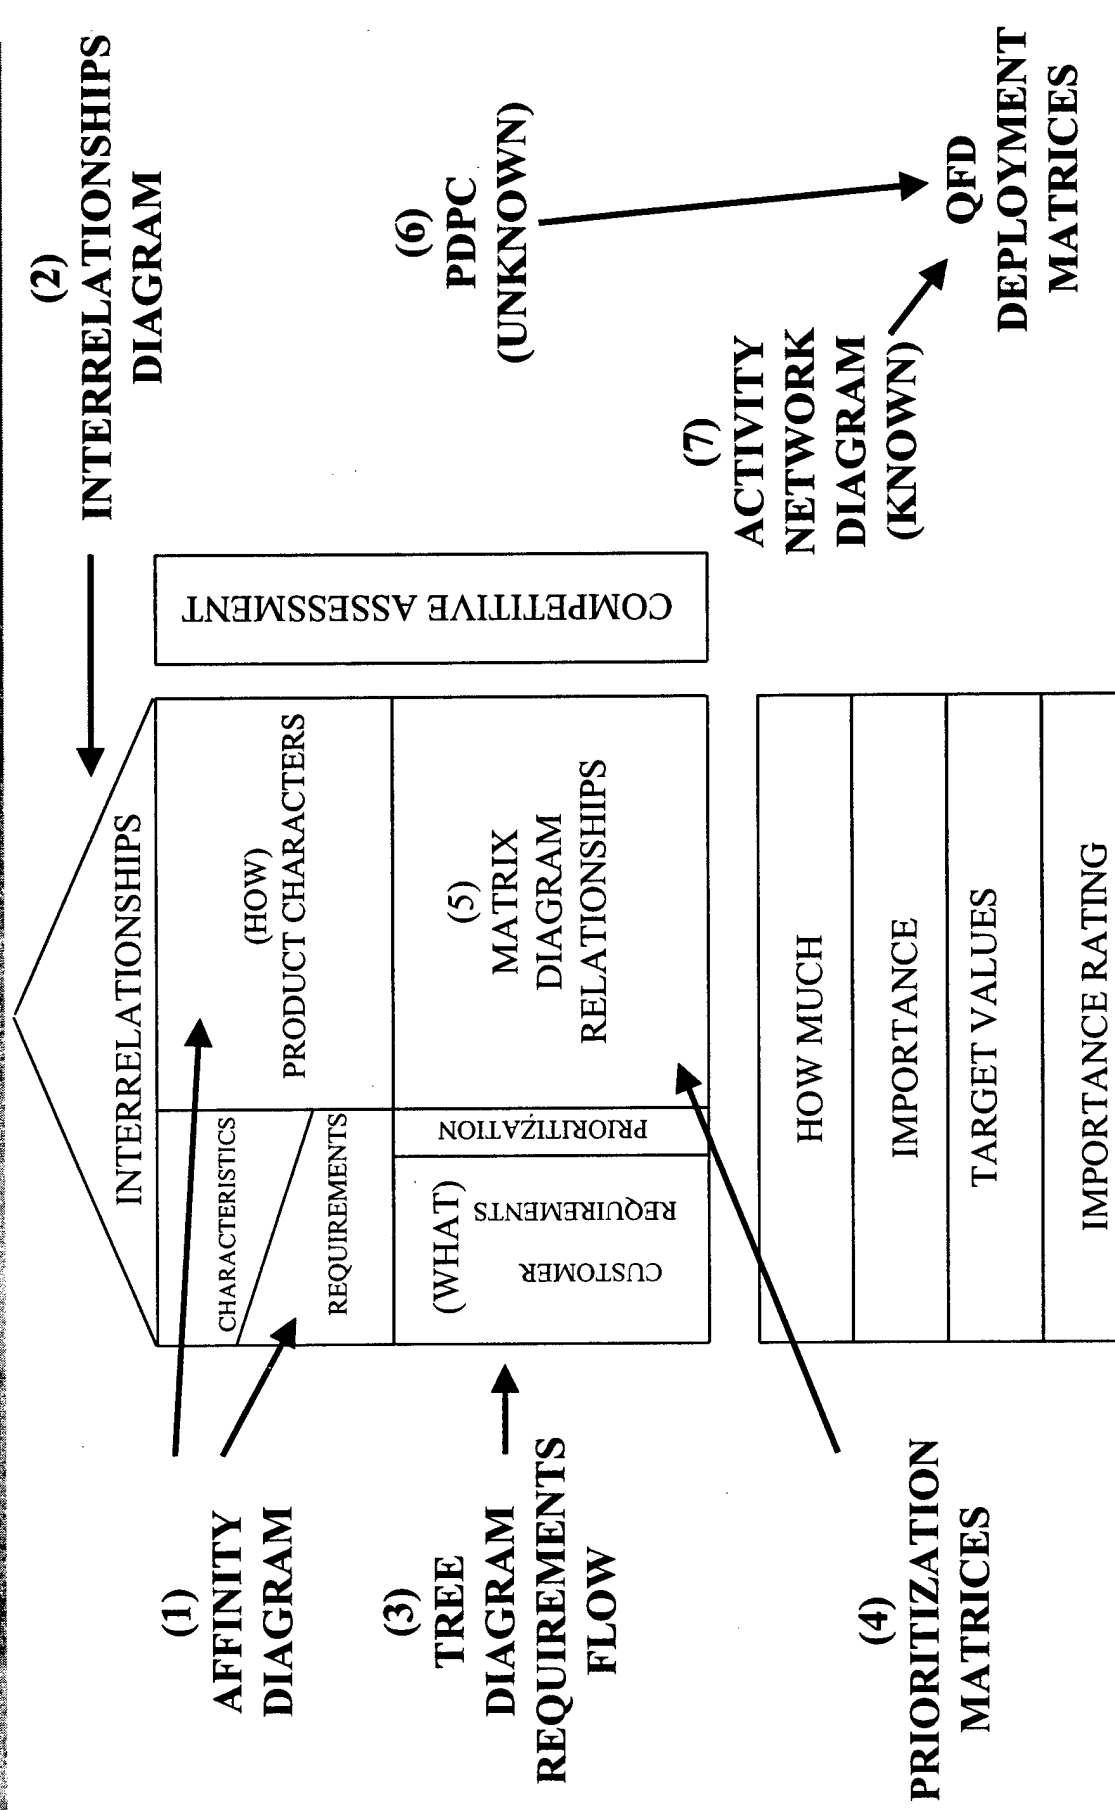 (2)
INTERRELATIONSHIPS
DIAGRAM
(1)
AFFINITY
DIAGRAM
INTERRELATIONSHIPS
CHARACTERISTICS
REQUIREMENTS
(HOW)
PRODUCT CHARACTERS
COMPETITIVE ASSESSMENT
(3)
TREE
DIAGRAM
REQUIREMENTS
FLOW
(WHAT)
CUSTOMER
REQUIREMENTS
PRIORITIZATION
(5)
MATRIX
DIAGRAM
RELATIONSHIPS
(6)
PDPC
(UNKNOWN)
(4)
PRIORITIZATION
MATRICES
HOW MUCH
IMPORTANCE
TARGET VALUES
IMPORTANCE RATING
(7)
ACTIVITY
NETWORK
DIAGRAM
(KNOWN)
QFD
DEPLOYMENT
MATRICES